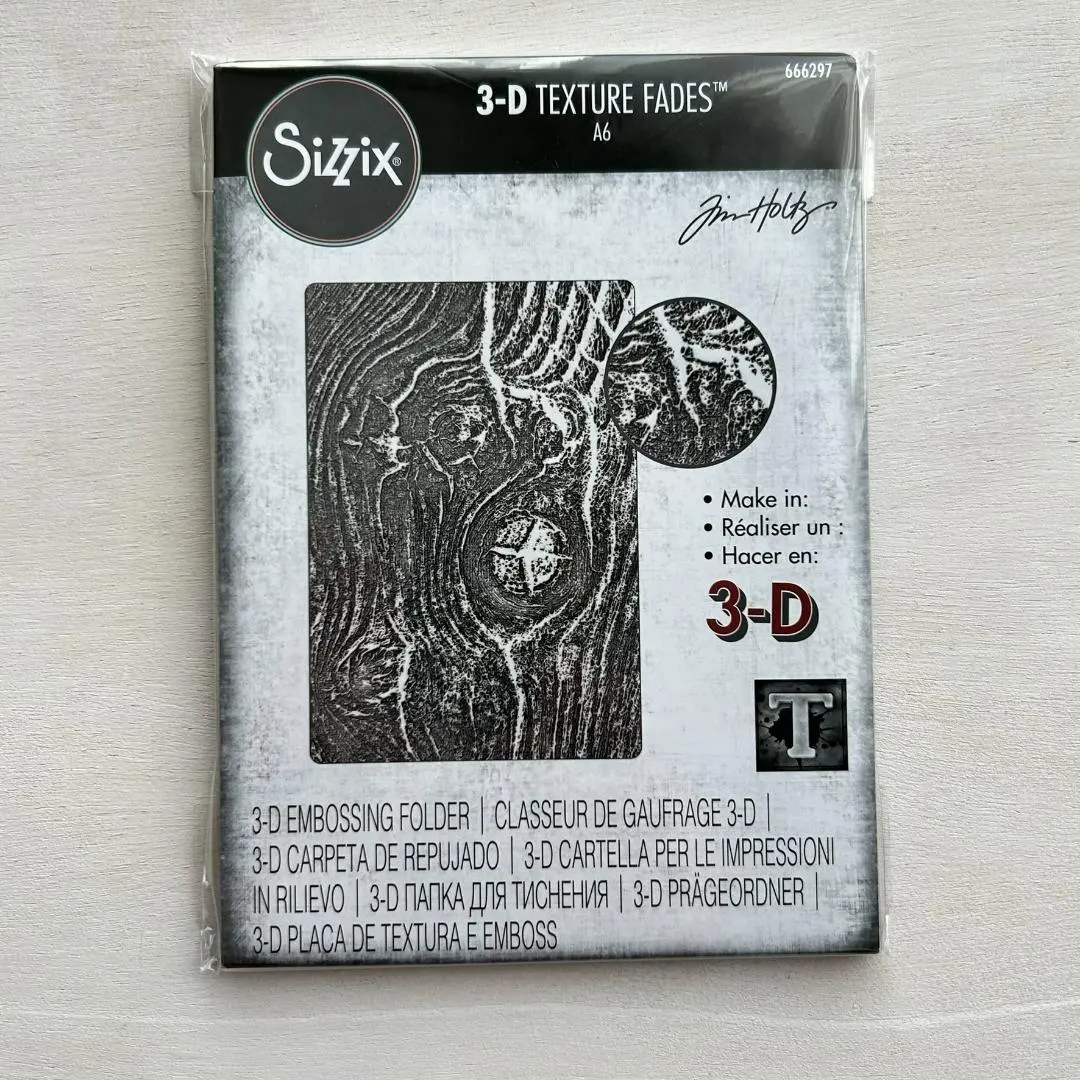 666297
3-D TEXTURE FADES™
A6
Sizzix®
Tim Holtz
• Make in:
• Réaliser un :
• Hacer en:
3-D
T
3-D EMBOSSING FOLDER | CLASSEUR DE GAUFRAGE 3-D |
3-D CARPETA DE REPUJADO | 3-D CARTELLA PER LE IMPRESSIONI
IN RILIEVO | 3-D ПАПКА ДЛЯ ТИСНЕНИЯ | 3-D PRÄGEORDNER |
3-D PLACA DE TEXTURA E EMBOSS